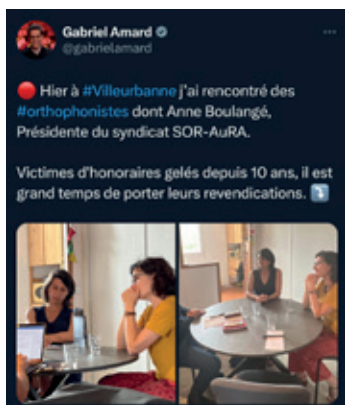 Gabriel Amard
@gabrielamard
🔴 Hier à #Villeurbanne j'ai rencontré des
#orthophonistes dont Anne Boulangé,
Présidente du syndicat SOR-AuRA.
Victimes d'honoraires gelés depuis 10 ans, il est
grand temps de porter leurs revendications. ⤵️